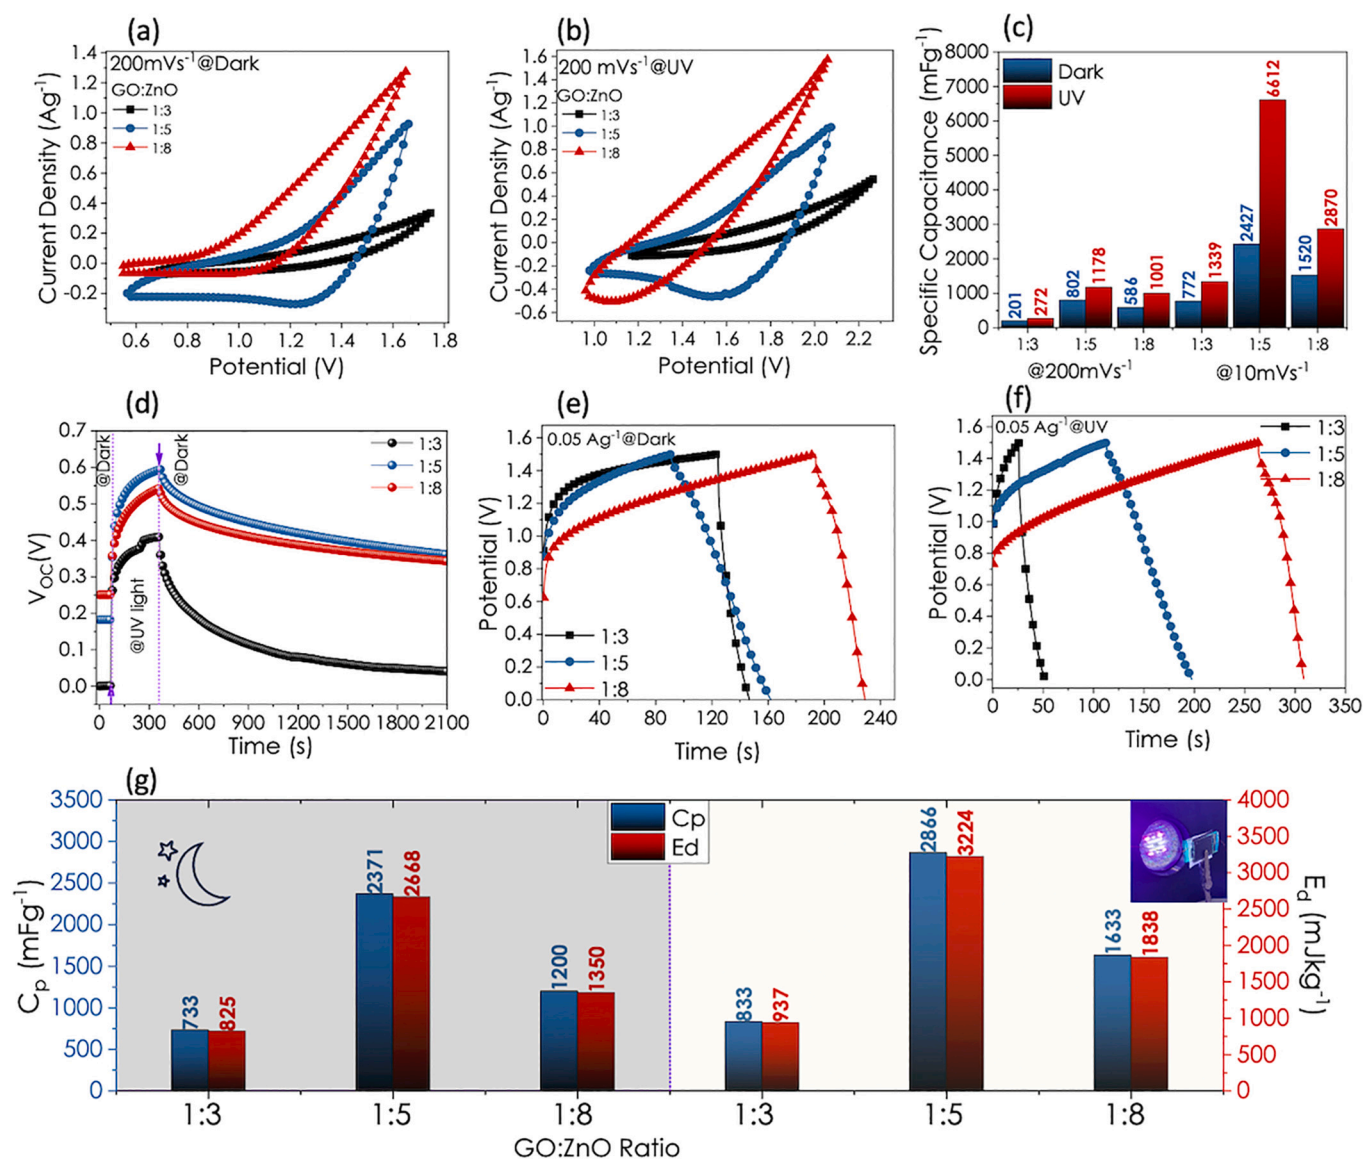 (a)
200mVs⁻¹@Dark
GO:ZnO
1:3
1:5
1:8
Current Density (Ag⁻¹)
1.4
1.2
1.0
0.8
0.6
0.4
0.2
0.0
-0.2
0.6 0.8 1.0 1.2 1.4 1.6 1.8
Potential (V)
(b)
200 mVs⁻¹@UV
GO:ZnO
1:3
1:5
1:8
Current Density (Ag⁻¹)
1.6
1.4
1.2
1.0
0.8
0.6
0.4
0.2
0.0
-0.2
-0.4
-0.6
1.0 1.2 1.4 1.6 1.8 2.0 2.2
Potential (V)
(c)
Dark
UV
Specific Capacitance (mFg⁻¹)
8000
7000
6000
5000
4000
3000
2000
1000
0
201 272 802 1178 586 1001 772 1339 2427 6612 1520 2870
1:3 1:5 1:8 1:3 1:5 1:8
@200mVs⁻¹ @10mVs⁻¹
(d)
@Dark
@UV light
@Dark
1:3
1:5
1:8
V_OC(V)
0.7
0.6
0.5
0.4
0.3
0.2
0.1
0.0
0 300 600 900 1200 1500 1800 2100
Time (s)
(e)
0.05 Ag⁻¹@Dark
1:3
1:5
1:8
Potential (V)
1.6
1.4
1.2
1.0
0.8
0.6
0.4
0.2
0.0
0 40 80 120 160 200 240
Time (s)
(f)
0.05 Ag⁻¹@UV
1:3
1:5
1:8
Potential (V)
1.6
1.4
1.2
1.0
0.8
0.6
0.4
0.2
0.0
0 50 100 150 200 250 300 350
Time (s)
(g)
Cp
Ed
C_p (mFg⁻¹)
3500
3000
2500
2000
1500
1000
500
0
733 825 2371 2668 1200 1350 833 937 2866 3224 1633 1838
4000
3500
3000
2500
2000
1500
1000
500
0
E_d (mJkg⁻¹)
1:3 1:5 1:8 1:3 1:5 1:8
GO:ZnO Ratio